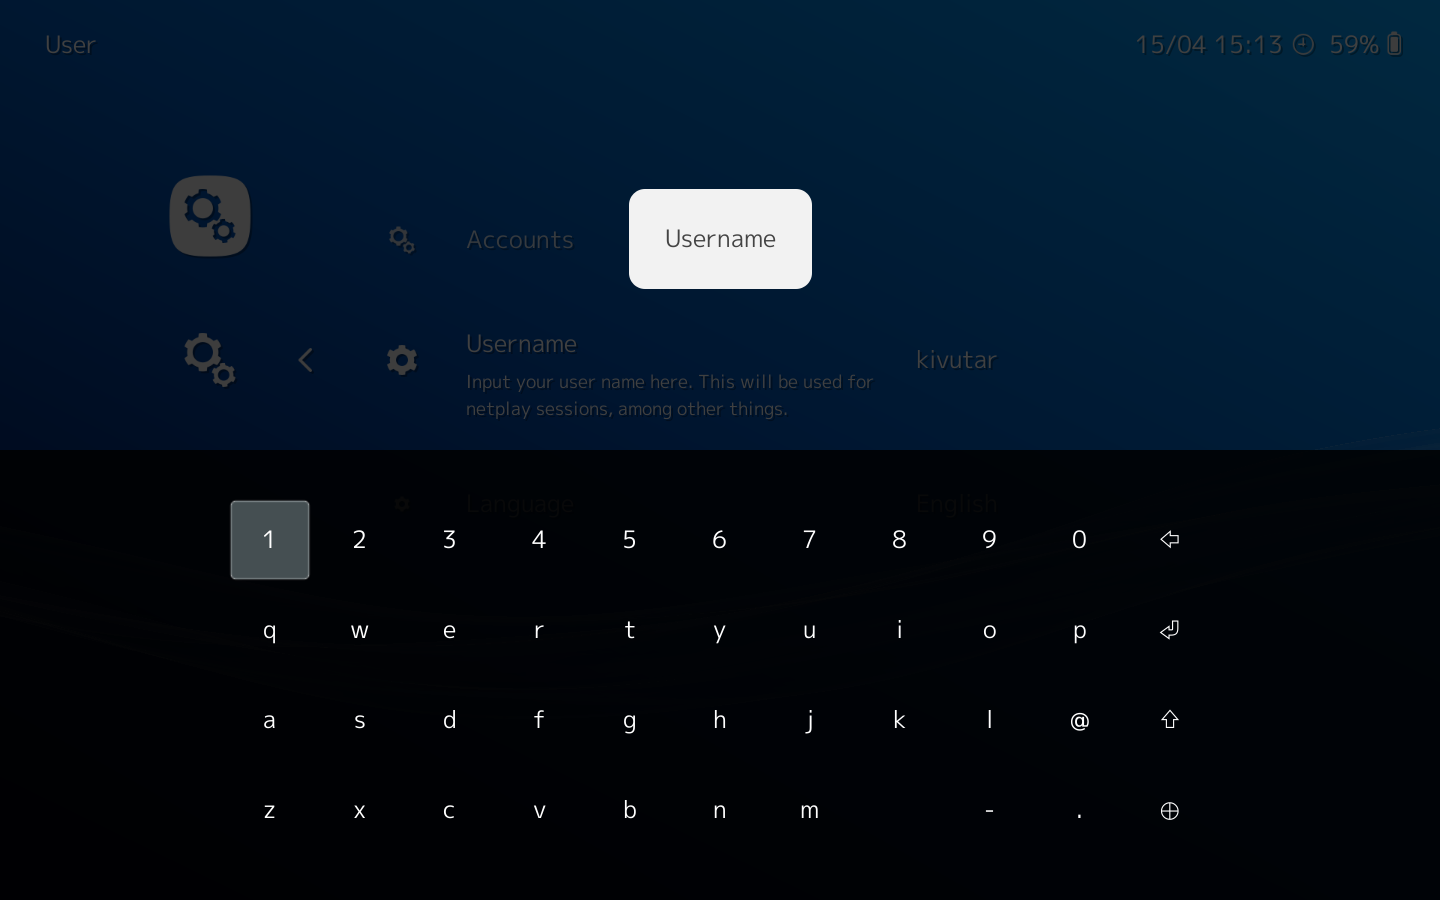 User
15/04 15:13 59%
Accounts
Username
Username
Input your user name here. This will be used for
netplay sessions, among other things.
kivutar
Language
English
1 2 3 4 5 6 7 8 9 0
q w e r t y u i o p
a s d f g h j k l @
z x c v b n m - .